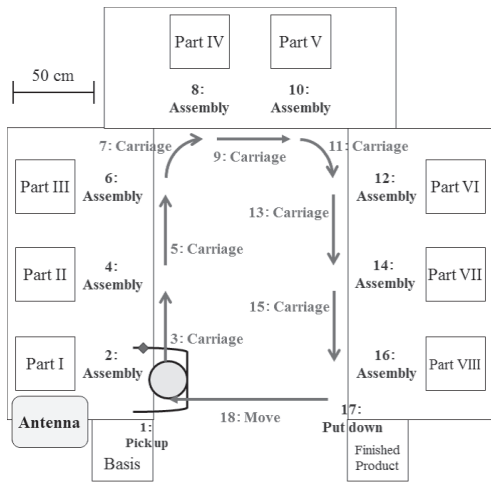 Part IV
Part V
50 cm
8:
Assembly
10:
Assembly
7: Carriage
9: Carriage
11: Carriage
Part III
6:
Assembly
12:
Assembly
Part VI
13: Carriage
5: Carriage
Part II
4:
Assembly
14:
Assembly
Part VII
15: Carriage
3: Carriage
Part I
2:
Assembly
16:
Assembly
Part VIII
Antenna
1:
Pick up
18: Move
17:
Put down
Basis
Finished
Product